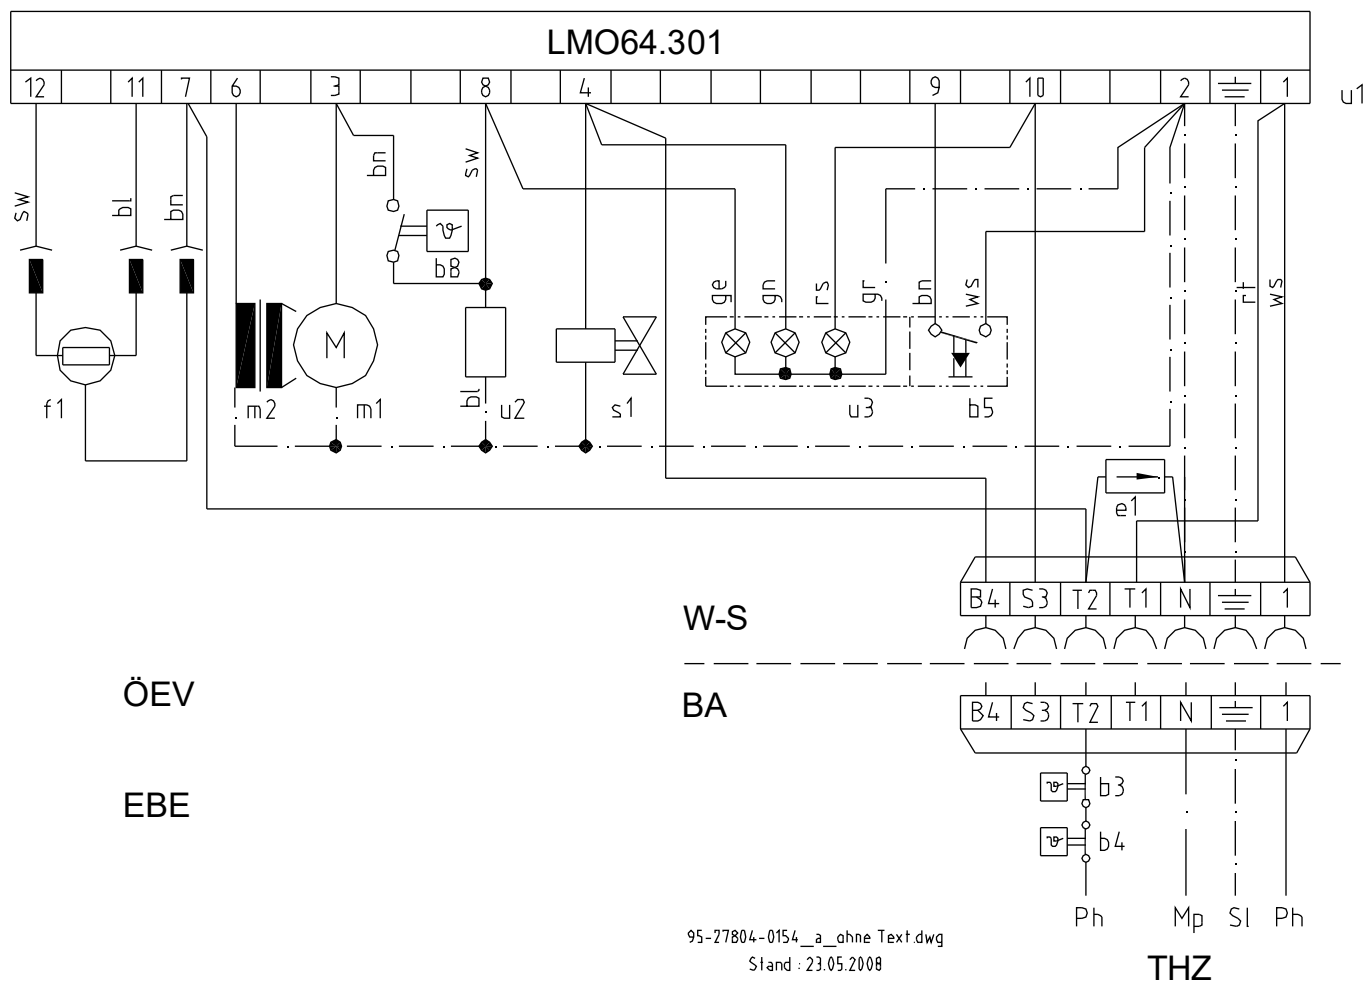 LMO64.301
12 11 7 6 3 8 4 9 10 2 1
u1
sw bl bn bn sw
b8
ge gn rs gr bn ws rt ws
M
f1 m2 m1 bl u2 s1 u3 b5
e1
B4 S3 T2 T1 N 1
W-S
ÖEV
BA
B4 S3 T2 T1 N 1
b3
EBE
b4
Ph Mp Sl Ph
95-27804-0154_a_ohne Text.dwg
Stand : 23.05.2008
THZ